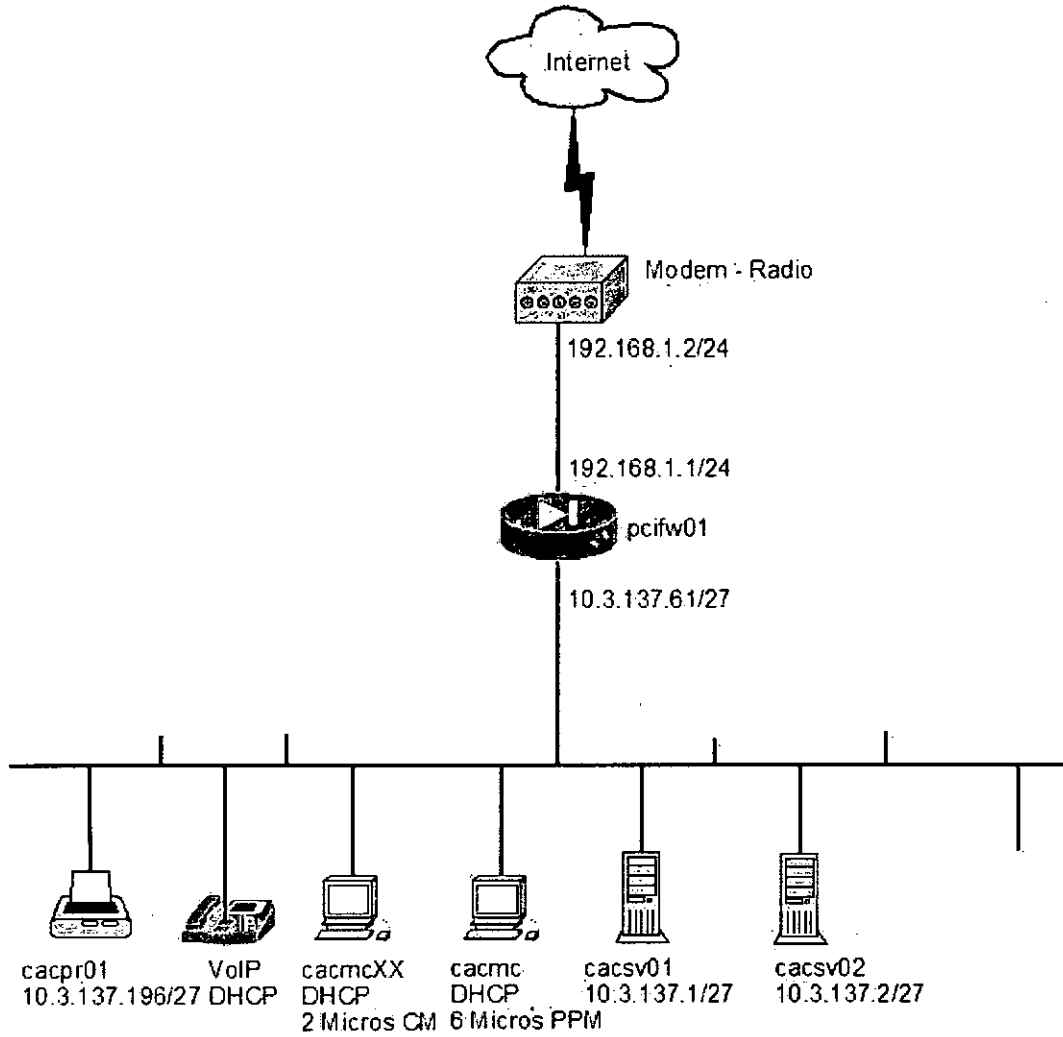 Internet
Modem - Radio
192.168.1.2/24
192.168.1.1/24
pcifw01
10.3.137.61/27
cacpr01
10.3.137.196/27
VoIP
DHCP
cacmcXX
DHCP
2 Micros CM
cacmc
DHCP
6 Micros PPM
cacsv01
10.3.137.1/27
cacsv02
10.3.137.2/27